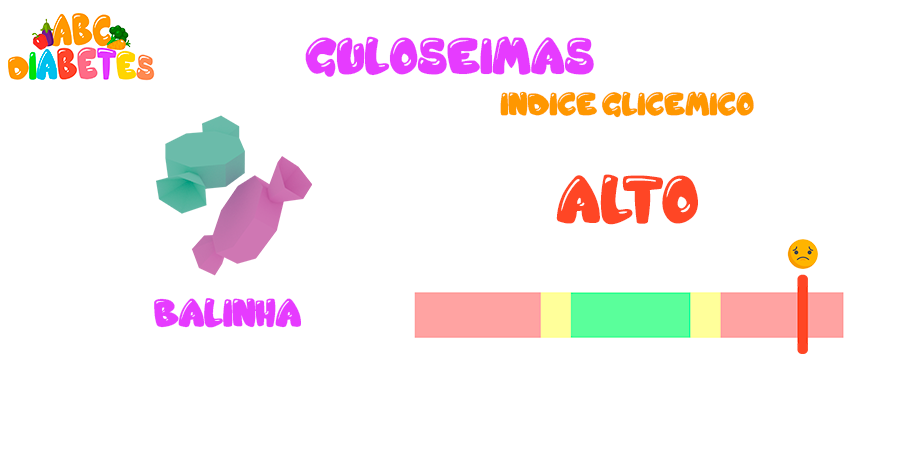 ABC
DIABETES
GULOSEIMAS
INDICE GLICEMICO
ALTO
BALINHA